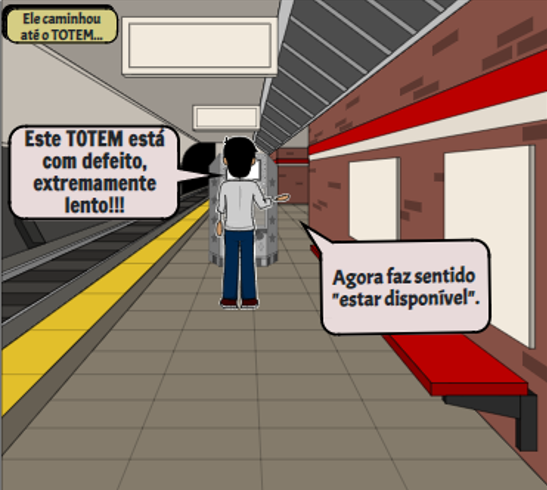 Ele caminhou
até o TOTEM...
Este TOTEM está
com defeito,
extremamente
lento!!!
Agora faz sentido
"estar disponível".